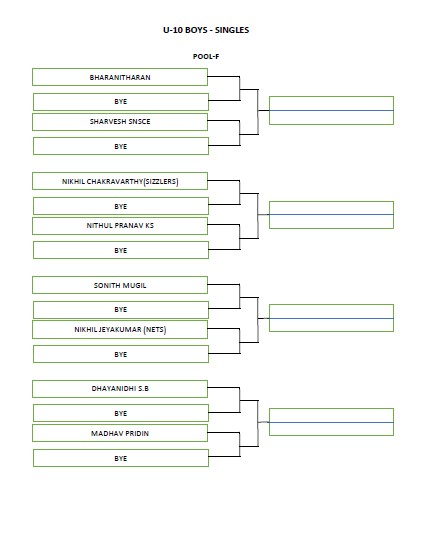 U-10 BOYS - SINGLES
POOL-F
BHARANITHARAN
BYE
SHARVESH SNSCE
BYE
NIKHIL CHAKRAVARTHY(SIZZLERS)
BYE
NITHUL PRANAV KS
BYE
SONITH MUGIL
BYE
NIKHIL JEYAKUMAR (NETS)
BYE
DHAYANIDHI S.B
BYE
MADHAV PRIDIN
BYE